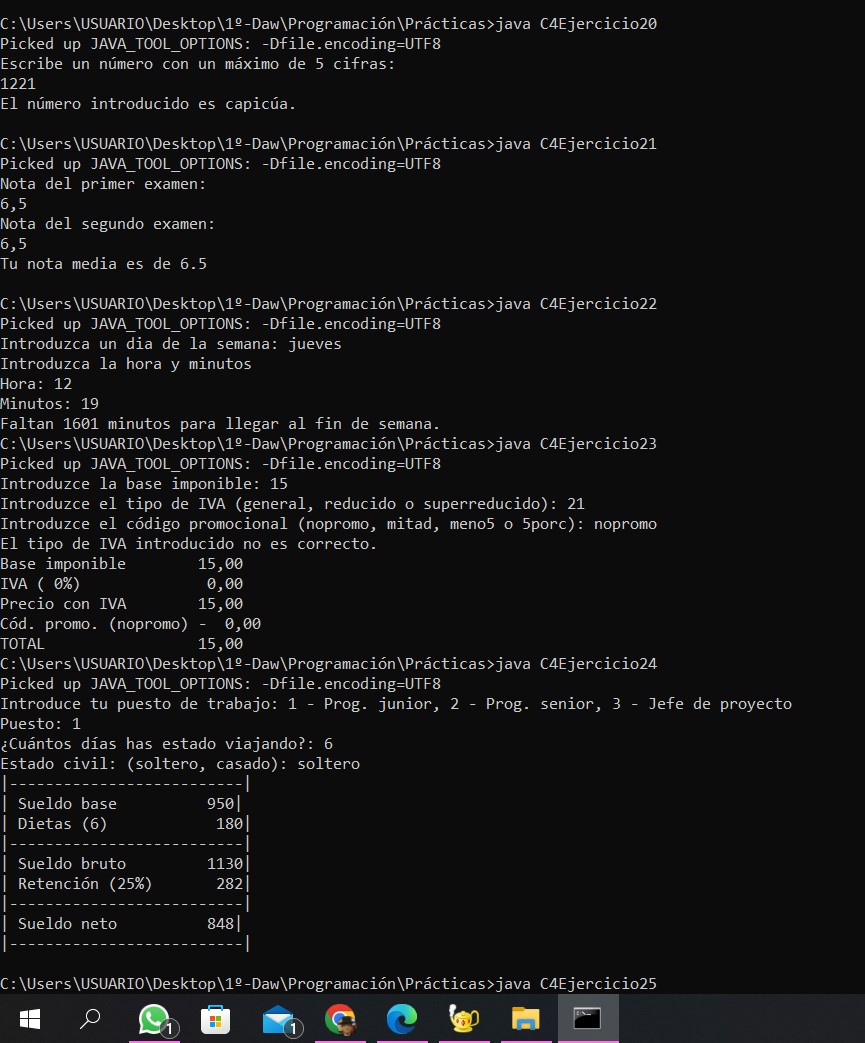 C:\Users\USUARIO\Desktop\1º-Daw\Programación\Prácticas>java C4Ejercicio20
Picked up JAVA_TOOL_OPTIONS: -Dfile.encoding=UTF8
Escribe un número con un máximo de 5 cifras:
1221
El número introducido es capicúa.
C:\Users\USUARIO\Desktop\1º-Daw\Programación\Prácticas>java C4Ejercicio21
Picked up JAVA_TOOL_OPTIONS: -Dfile.encoding=UTF8
Nota del primer examen:
6,5
Nota del segundo examen:
6,5
Tu nota media es de 6.5
C:\Users\USUARIO\Desktop\1º-Daw\Programación\Prácticas>java C4Ejercicio22
Picked up JAVA_TOOL_OPTIONS: -Dfile.encoding=UTF8
Introduzca un dia de la semana: jueves
Introduzca la hora y minutos
Hora: 12
Minutos: 19
Faltan 1601 minutos para llegar al fin de semana.
C:\Users\USUARIO\Desktop\1º-Daw\Programación\Prácticas>java C4Ejercicio23
Picked up JAVA_TOOL_OPTIONS: -Dfile.encoding=UTF8
Introduzce la base imponible: 15
Introduzce el tipo de IVA (general, reducido o superreducido): 21
Introduzce el código promocional (nopromo, mitad, meno5 o 5porc): nopromo
El tipo de IVA introducido no es correcto.
Base imponible        15,00
IVA ( 0%)              0,00
Precio con IVA        15,00
Cód. promo. (nopromo) -  0,00
TOTAL                 15,00
C:\Users\USUARIO\Desktop\1º-Daw\Programación\Prácticas>java C4Ejercicio24
Picked up JAVA_TOOL_OPTIONS: -Dfile.encoding=UTF8
Introduce tu puesto de trabajo: 1 - Prog. junior, 2 - Prog. senior, 3 - Jefe de proyecto
Puesto: 1
¿Cuántos días has estado viajando?: 6
Estado civil: (soltero, casado): soltero
|--------------------------|
| Sueldo base          950|
| Dietas (6)            180|
|--------------------------|
| Sueldo bruto         1130|
| Retención (25%)       282|
|--------------------------|
| Sueldo neto          848|
|--------------------------|
C:\Users\USUARIO\Desktop\1º-Daw\Programación\Prácticas>java C4Ejercicio25
1 1